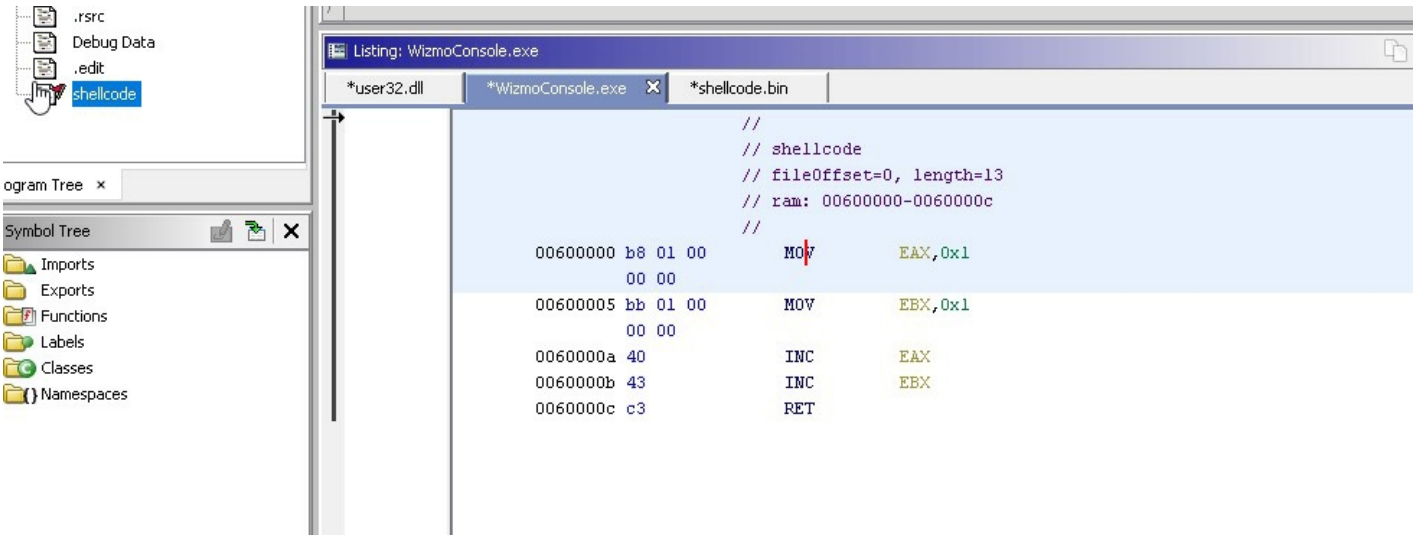 .rsrc
Debug Data
.edit
shellcode
ogram Tree ×
Symbol Tree
Imports
Exports
Functions
Labels
Classes
Namespaces
Listing: WizmoConsole.exe
*user32.dll *WizmoConsole.exe *shellcode.bin
//
// shellcode
// fileOffset=0, length=13
// ram: 00600000-0060000c
//
00600000 b8 01 00 MOV EAX,0x1
00 00
00600005 bb 01 00 MOV EBX,0x1
00 00
0060000a 40 INC EAX
0060000b 43 INC EBX
0060000c c3 RET